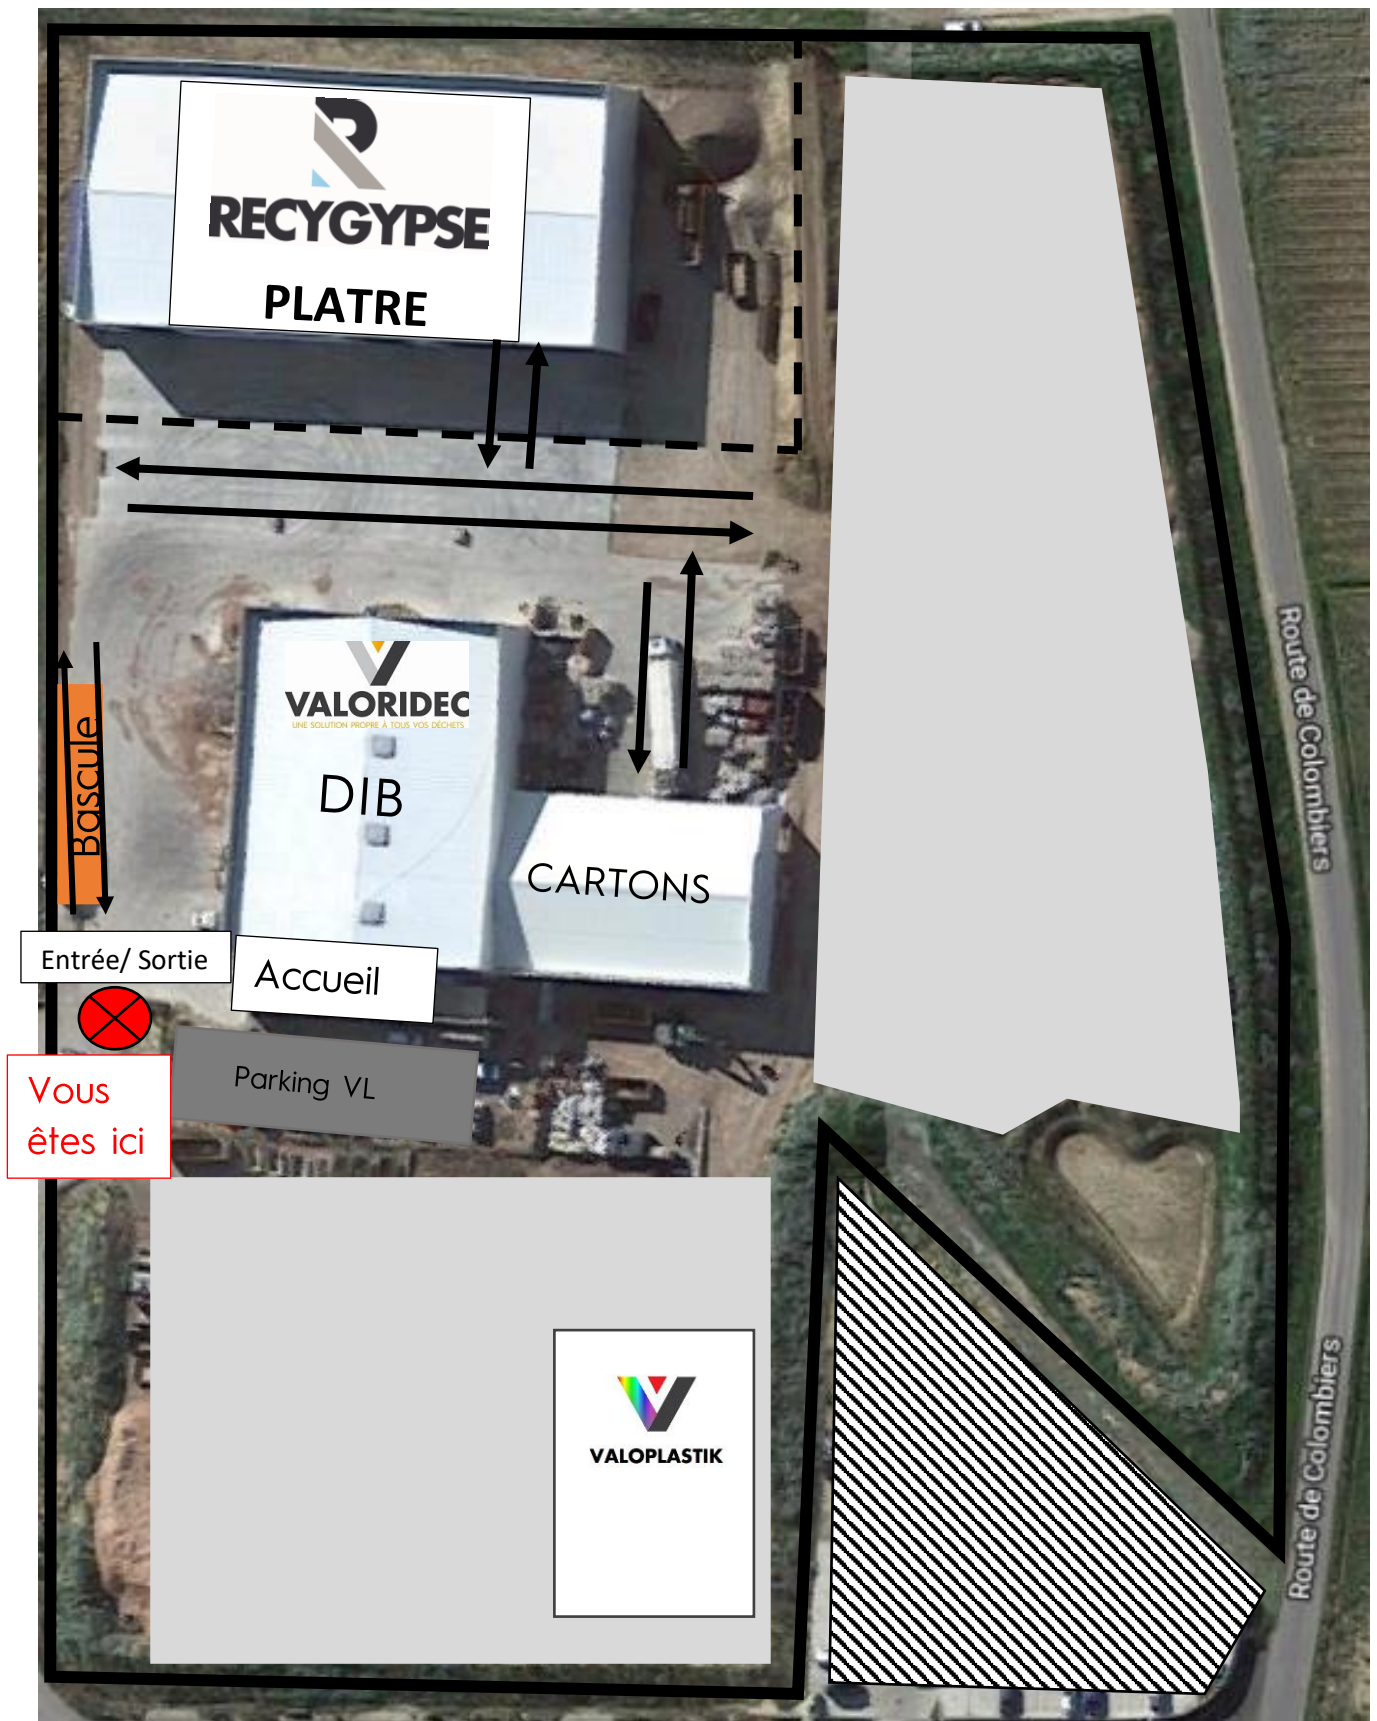 RECYGYPSE
PLATRE
VALORIDEC
UNE SOLUTION PROPRE À TOUS VOS DÉCHETS
DIB
CARTONS
Bascule
Entrée/ Sortie
Accueil
Parking VL
Vous
êtes ici
VALOPLASTIK
Route de Colombiers
Route de Colombiers